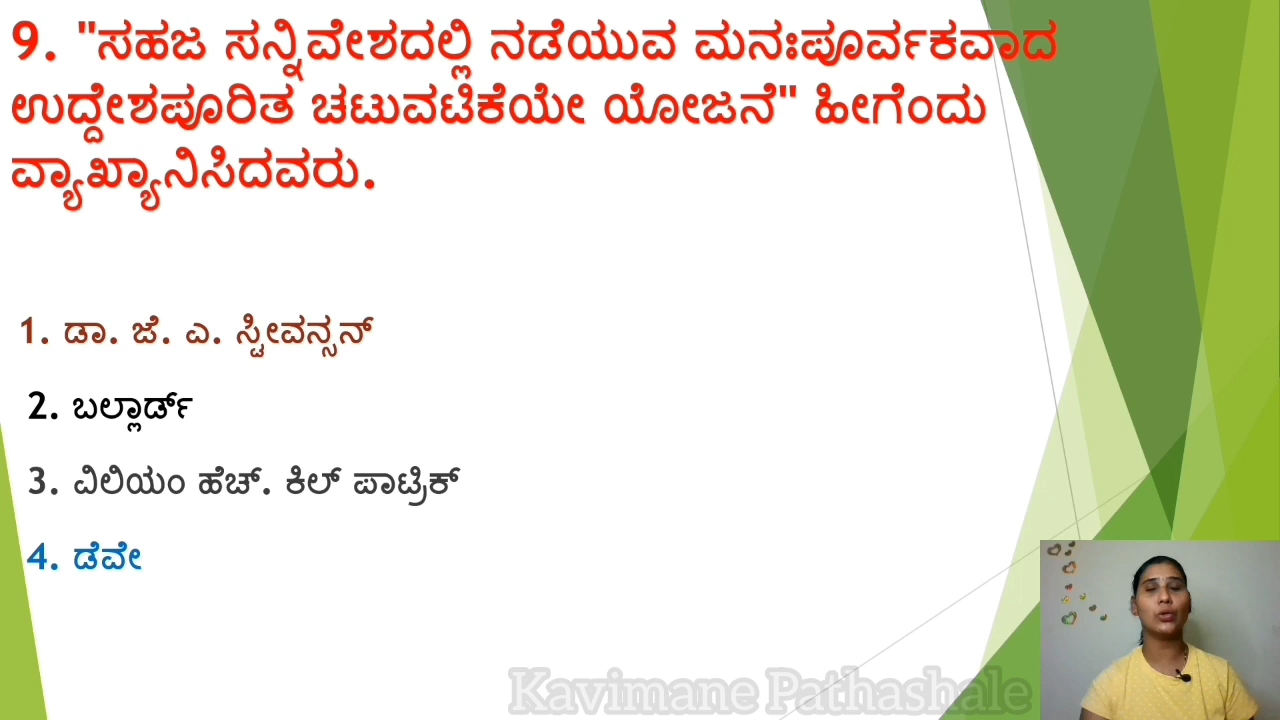 9. "ಸಹಜ ಸನ್ನಿವೇಶದಲ್ಲಿ ನಡೆಯುವ ಮನಃಪೂರ್ವಕವಾದ
ಉದ್ದೇಶಪೂರಿತ ಚಟುವಟಿಕೆಯೇ ಯೋಜನೆ" ಹೀಗೆಂದು
ವ್ಯಾಖ್ಯಾನಿಸಿದವರು.
1. ಡಾ. ಜೆ. ಎ. ಸ್ಟೀವನ್ಸನ್
2. ಬಲ್ಲಾರ್ಡ್
3. ವಿಲಿಯಂ ಹೆಚ್. ಕಿಲ್ ಪಾಟ್ರಿಕ್
4. ಡೆವೇ
Kavimane Pathashale